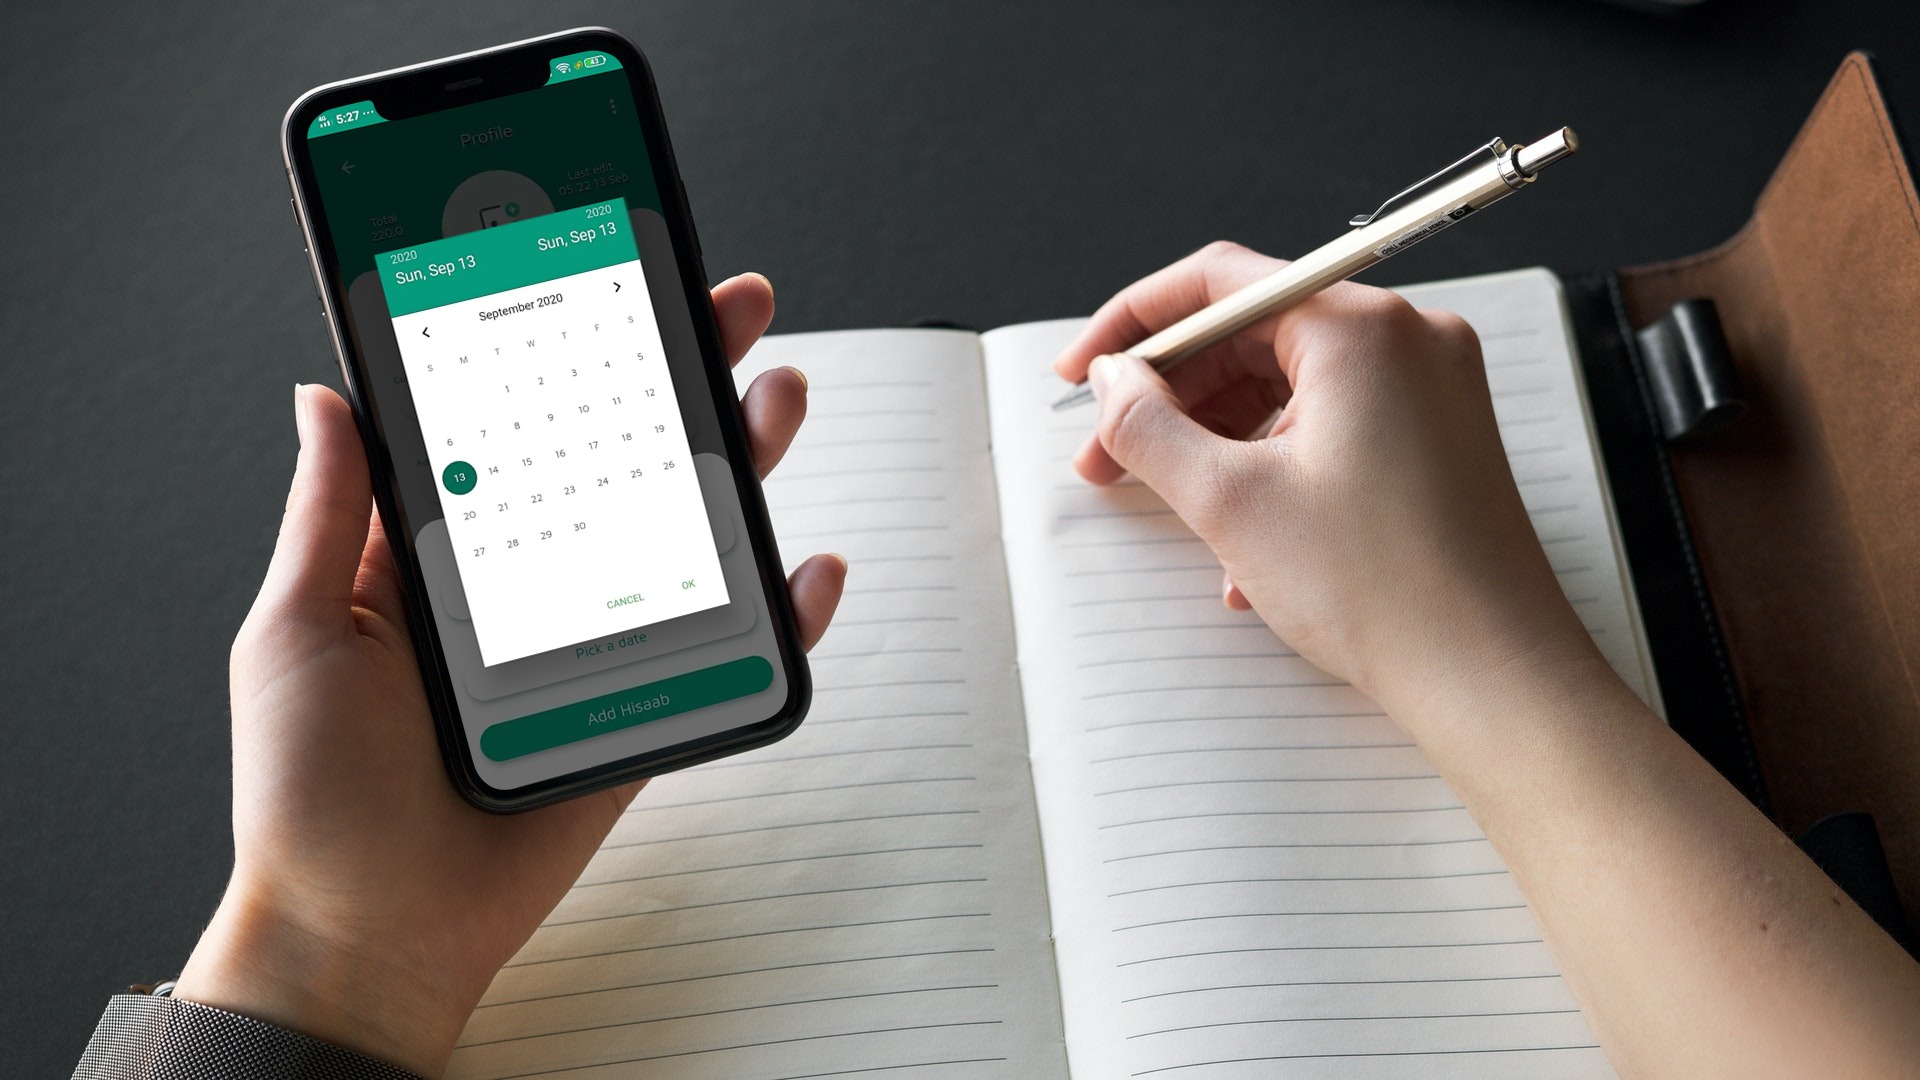 4G 5:27 ...
43
Profile
Last edit
05:22 13 Sep
Total
220.0
2020
2020
Sun, Sep 13
Sun, Sep 13
September 2020
S M T W T F S
1 2 3 4 5
6 7 8 9 10 11 12
13 14 15 16 17 18 19
20 21 22 23 24 25 26
27 28 29 30
CANCEL OK
Pick a date
Add Hisaab